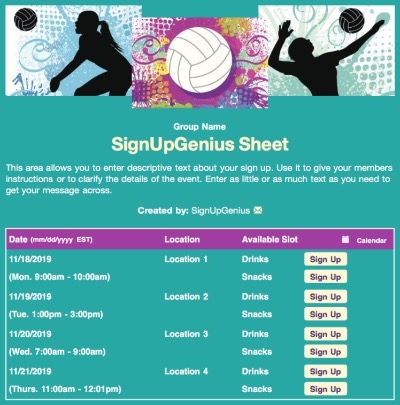 Group Name
SignUpGenius Sheet
This area allows you to enter descriptive text about your sign up. Use it to give your members
instructions or to clarify the details of the event. Enter as little or as much text as you need to
get your message across.
Created by: SignUpGenius
Date (mm/dd/yyyy EST) Location Available Slot Calendar
11/18/2019 Location 1 Drinks Sign Up
(Mon. 9:00am - 10:00am) Snacks Sign Up
11/19/2019 Location 2 Drinks Sign Up
(Tue. 1:00pm - 3:00pm) Snacks Sign Up
11/20/2019 Location 3 Drinks Sign Up
(Wed. 7:00am - 9:00am) Snacks Sign Up
11/21/2019 Location 4 Drinks Sign Up
(Thurs. 11:00am - 12:01pm) Snacks Sign Up